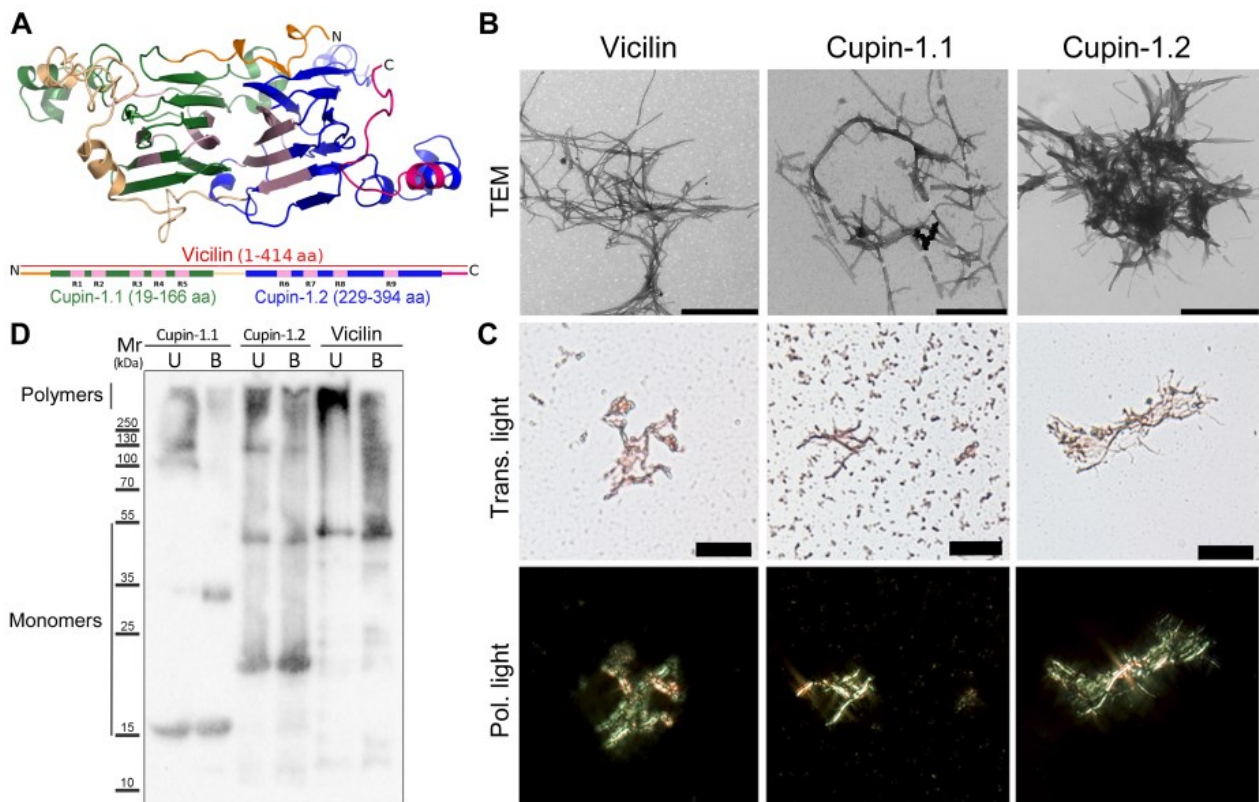 A
N
C
Vicilin (1-414 aa)
N
C
R1 R2 R3 R4 R5 R6 R7 R8 R9
Cupin-1.1 (19-166 aa) Cupin-1.2 (229-394 aa)
B
Vicilin Cupin-1.1 Cupin-1.2
TEM
C
Trans. light
Pol. light
D
Cupin-1.1 Cupin-1.2 Vicilin
Mr
(kDa)
U B U B U B
Polymers
250
130
100
70
55
35
Monomers
25
15
10